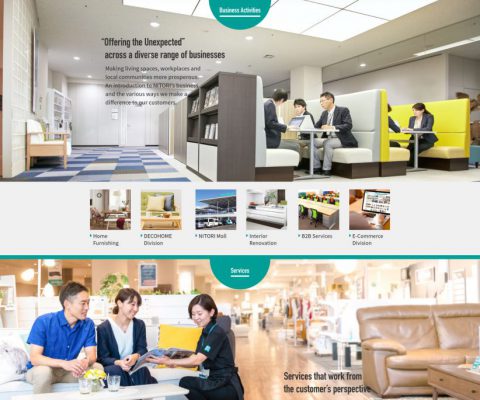 Business Activities
“Offering the Unexpected”
across a diverse range of businesses
Making living spaces, workplaces and
local communities more prosperous.
An introduction to NITORI's business
and the various ways we make a
difference to our customers.
Home
Furnishing
DECOHOME
Division
NITORI Mall
Interior
Renovation
B2B Services
E-Commerce
Division
Services
Services that work from
the customer's perspective